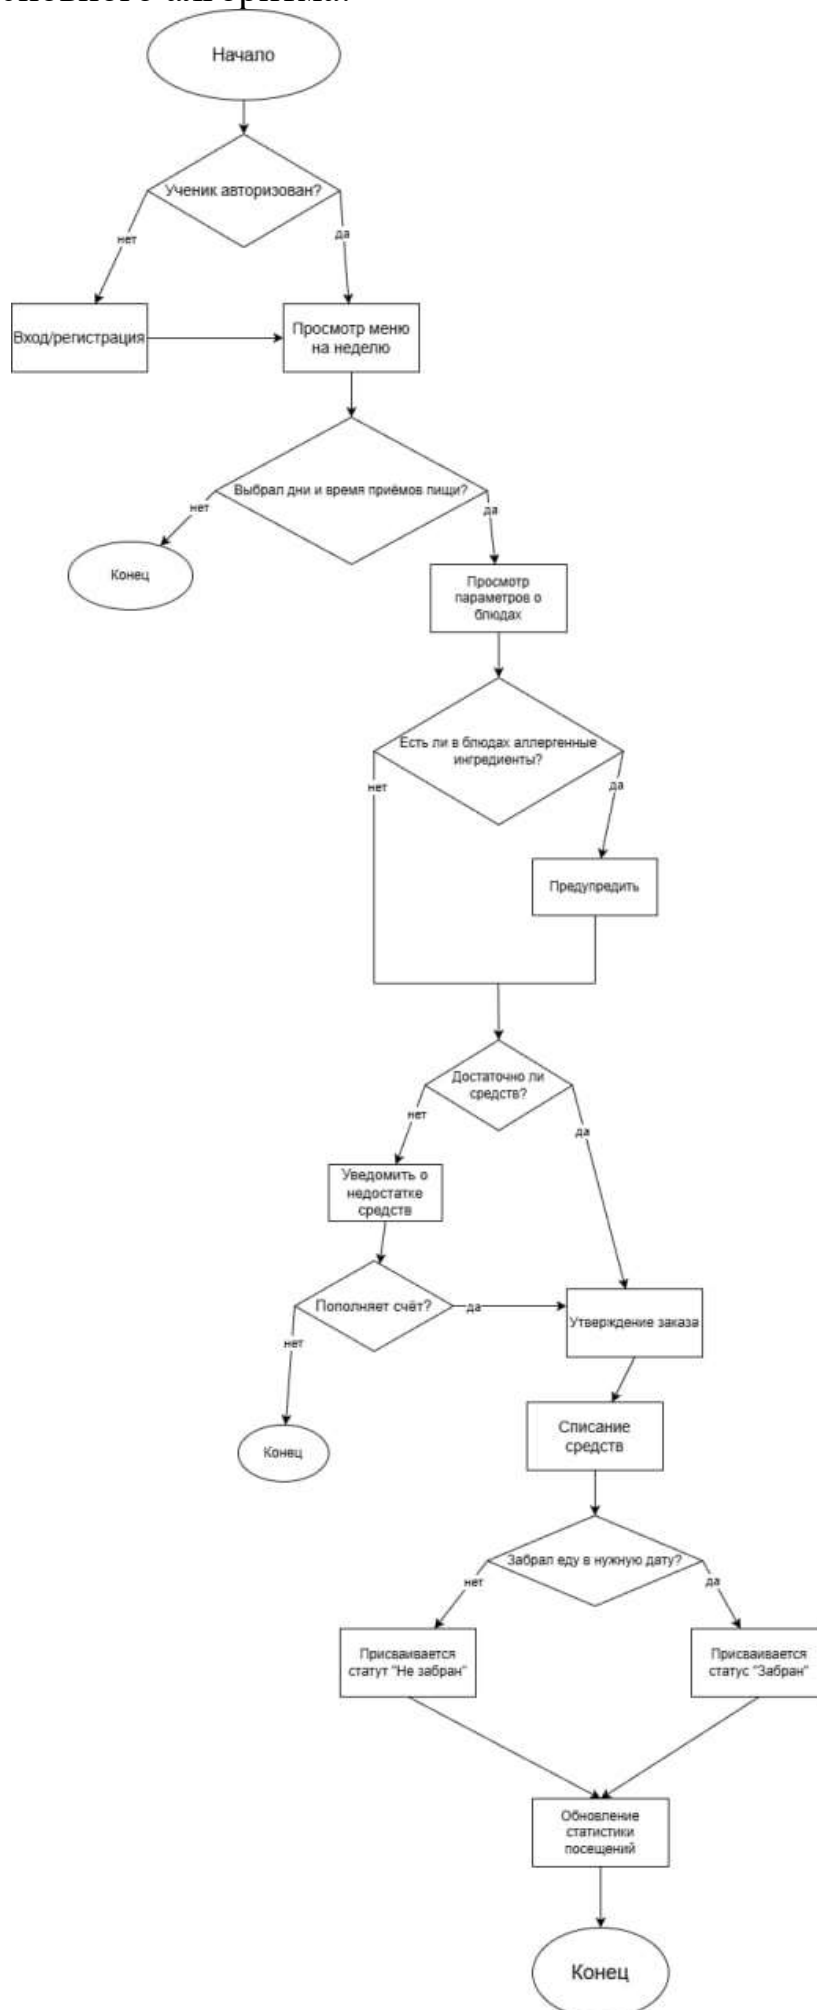 Начало
Ученик авторизован?
нет
да
Вход/регистрация
Просмотр меню
на неделю
Выбрал дни и время приёмов пищи?
нет
да
Конец
Просмотр
параметров о
блюдах
Есть ли в блюдах аллергенные
ингредиенты?
нет
да
Предупредить
Достаточно ли
средств?
нет
да
Уведомить о
недостатке
средств
Пополняет счёт?
да
Утверждение заказа
нет
Конец
Списание
средств
Забрал еду в нужную дату?
нет
да
Присваивается
статут "Не забран"
Присваивается
статус "Забран"
Обновление
статистики
посещений
Конец